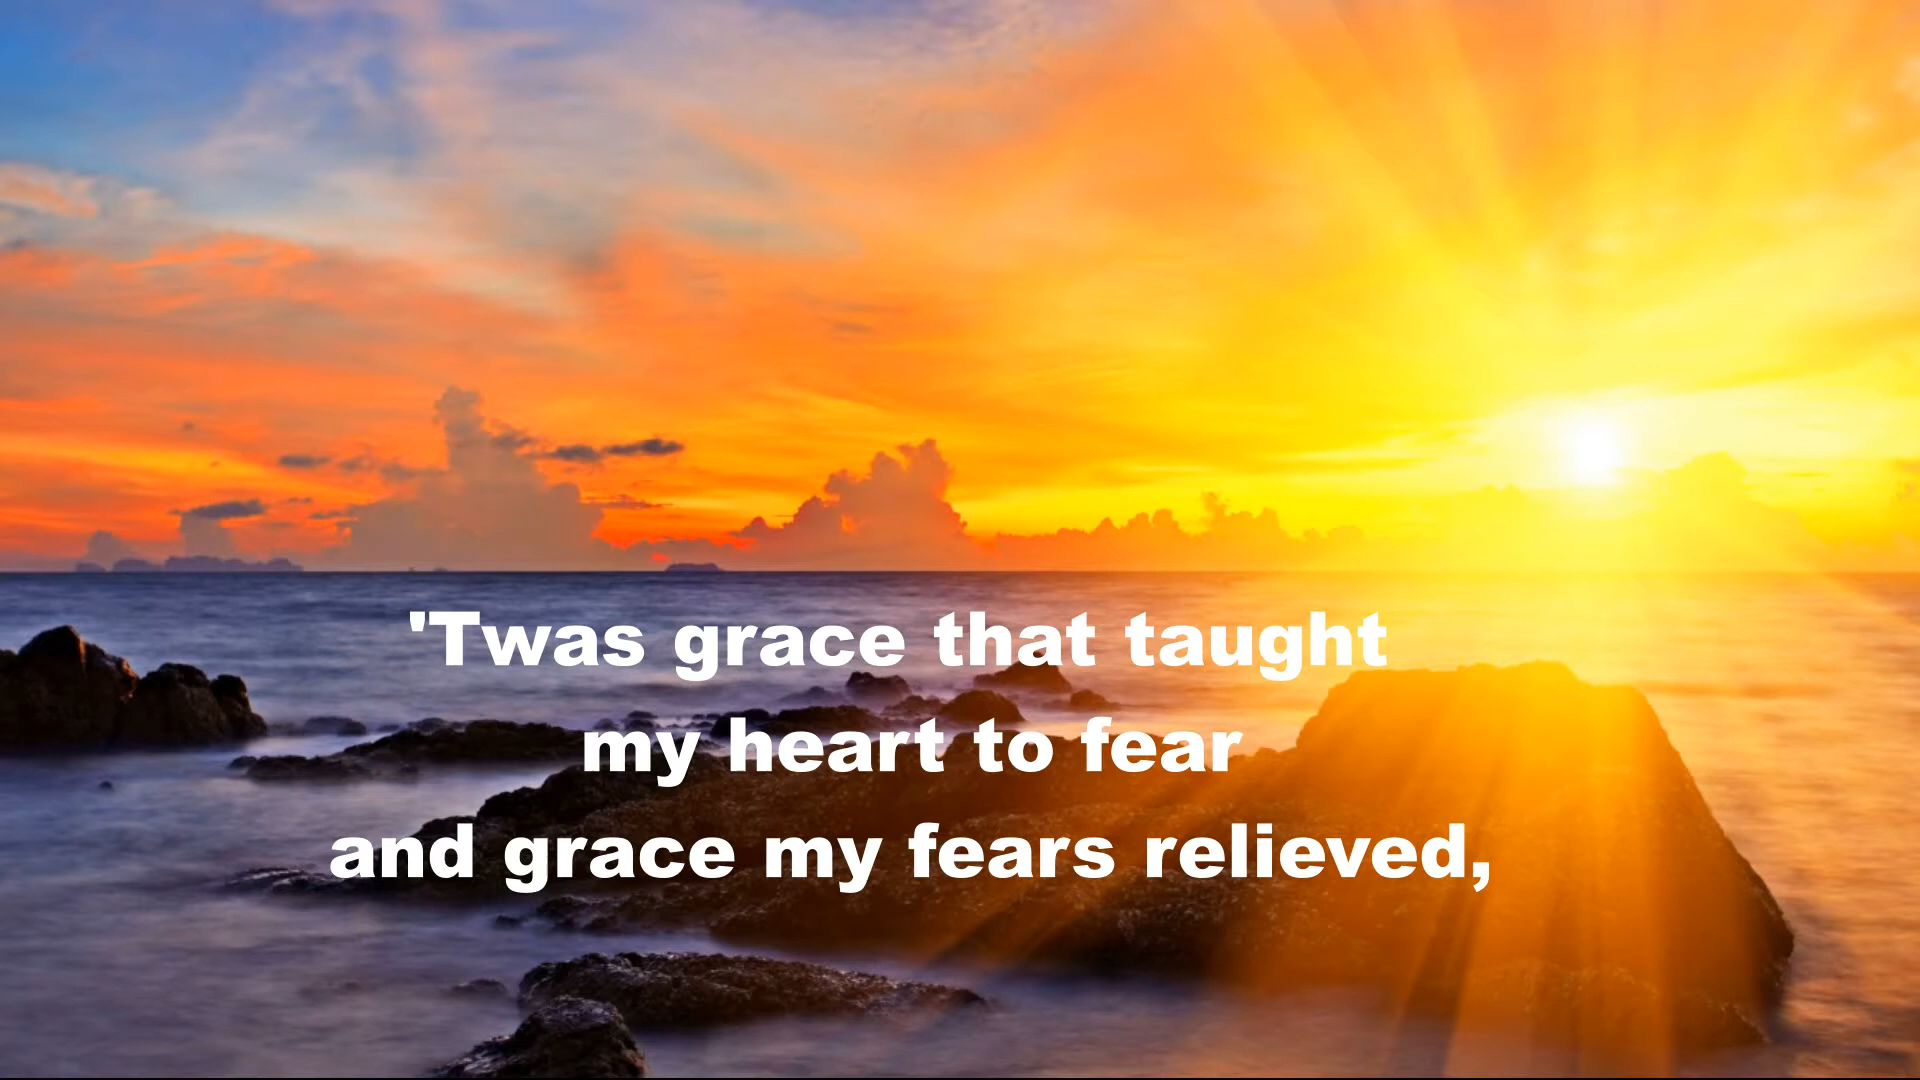 'Twas grace that taught
my heart to fear
and grace my fears relieved,